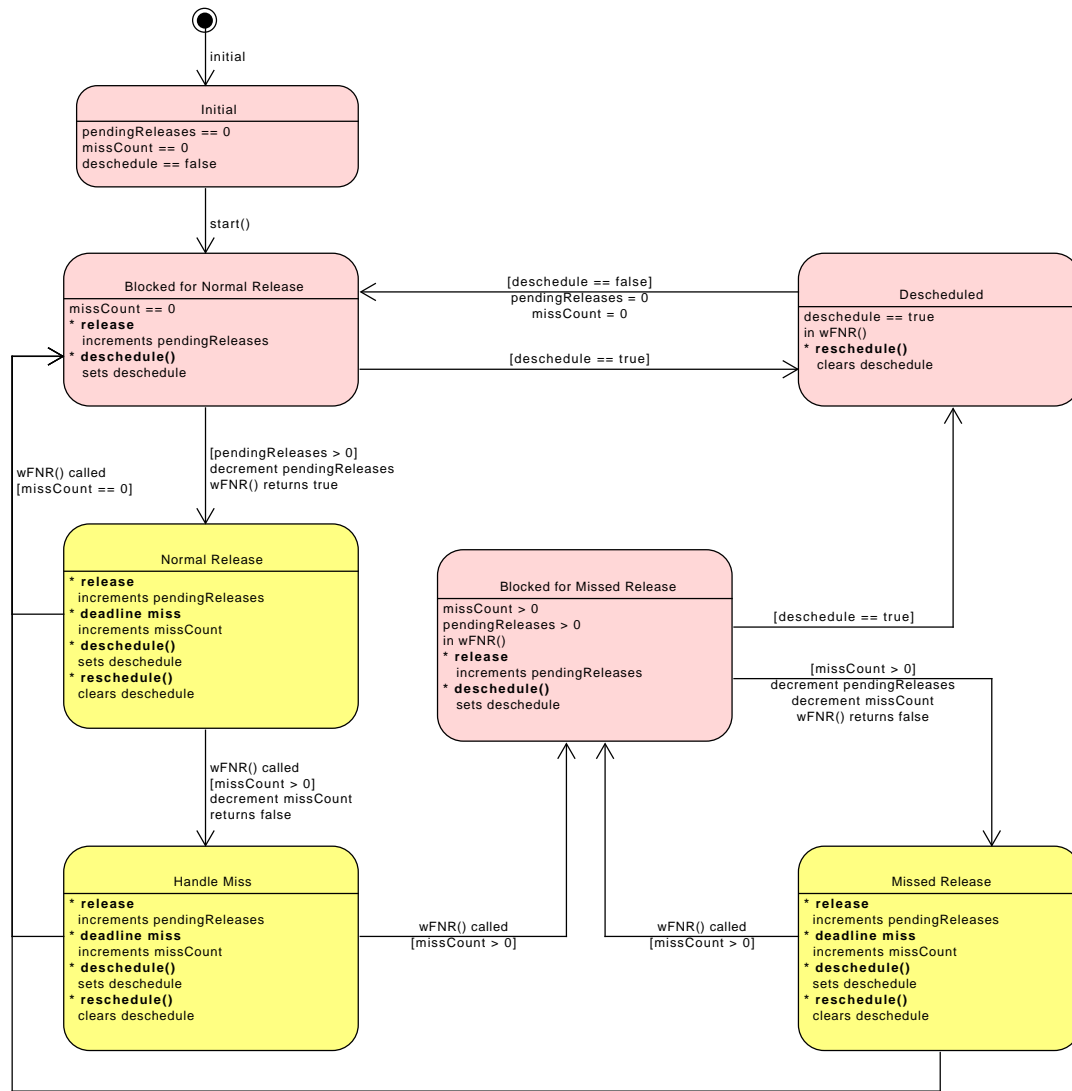 initial
Initial
pendingReleases == 0
missCount == 0
deschedule == false
start()
Blocked for Normal Release
missCount == 0
* release
increments pendingReleases
* deschedule()
sets deschedule
[deschedule == false]
pendingReleases = 0
missCount = 0
[deschedule == true]
Descheduled
deschedule == true
in wFNR()
* reschedule()
clears deschedule
wFNR() called
[missCount == 0]
[pendingReleases > 0]
decrement pendingReleases
wFNR() returns true
Normal Release
* release
increments pendingReleases
* deadline miss
increments missCount
* deschedule()
sets deschedule
* reschedule()
clears deschedule
Blocked for Missed Release
missCount > 0
pendingReleases > 0
in wFNR()
* release
increments pendingReleases
* deschedule()
sets deschedule
[deschedule == true]
[missCount > 0]
decrement pendingReleases
decrement missCount
wFNR() returns false
wFNR() called
[missCount > 0]
decrement missCount
returns false
Handle Miss
* release
increments pendingReleases
* deadline miss
increments missCount
* deschedule()
sets deschedule
* reschedule()
clears deschedule
wFNR() called
[missCount > 0]
wFNR() called
[missCount > 0]
Missed Release
* release
increments pendingReleases
* deadline miss
increments missCount
* deschedule()
sets deschedule
* reschedule()
clears deschedule